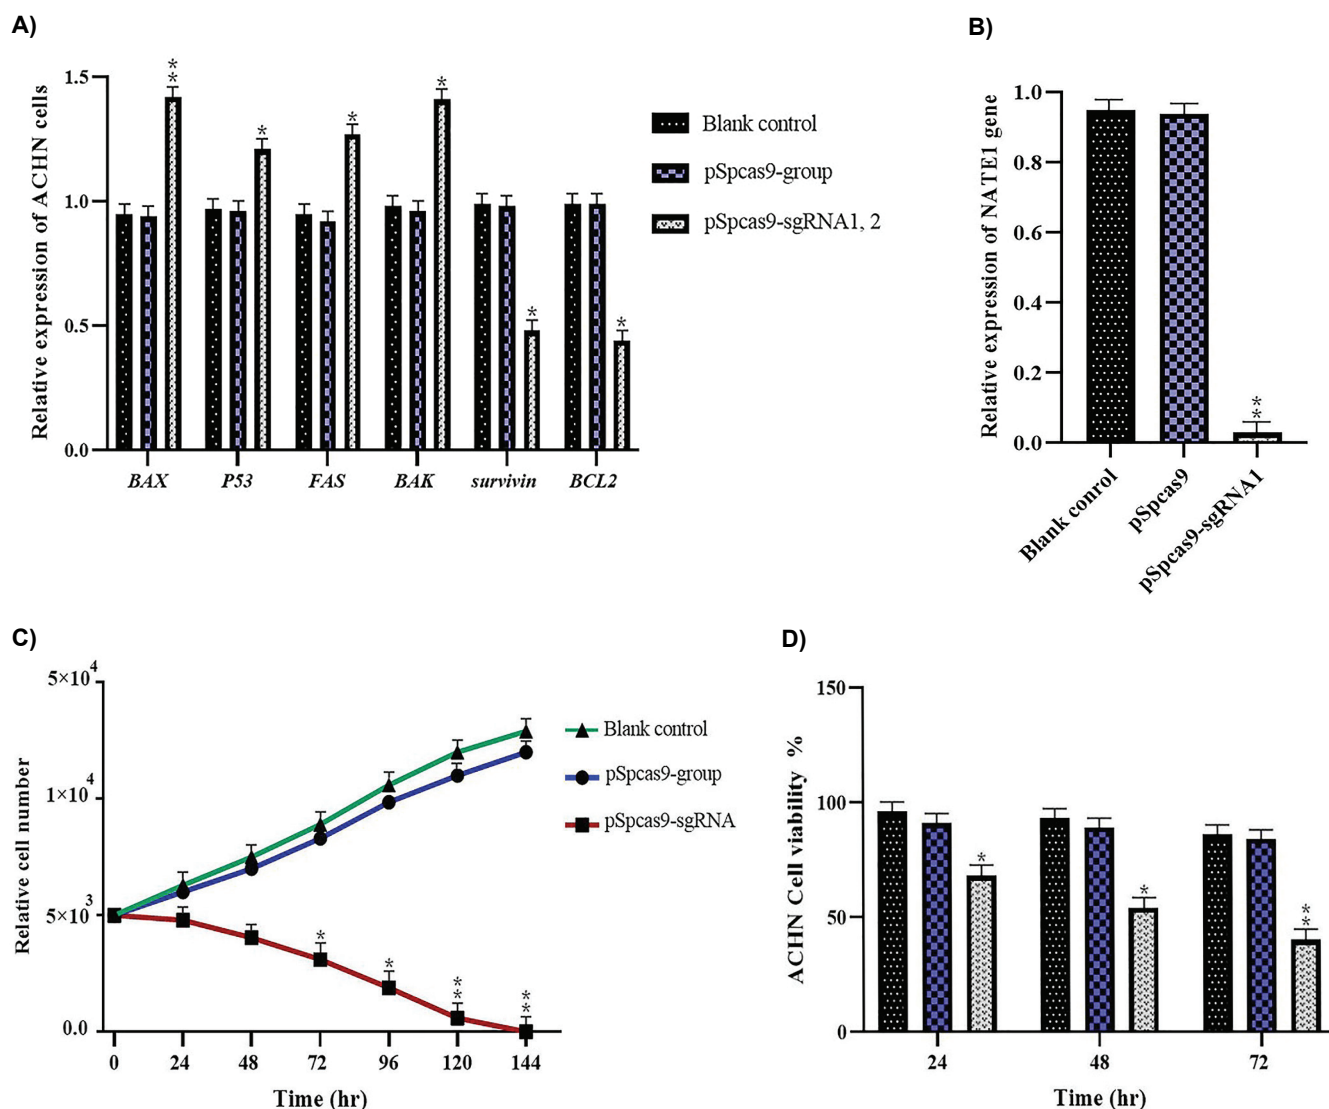 A)
Relative expression of ACHN cells
1.5
1.0
0.5
0.0
**
*
*
*
*
*
BAX P53 FAS BAK survivin BCL2
Blank control
pSpcas9-group
pSpcas9-sgRNA1, 2
B)
Relative expression of NATE1 gene
1.0
0.8
0.6
0.4
0.2
0.0
**
Blank conrol
pSpcas9
pSpcas9-sgRNA1
C)
Relative cell number
5×10⁴
1×10⁴
5×10³
0.0
*
*
**
**
0 24 48 72 96 120 144
Time (hr)
Blank control
pSpcas9-group
pSpcas9-sgRNA
D)
ACHN Cell viability %
150
100
50
0
*
*
**
24 48 72
Time (hr)